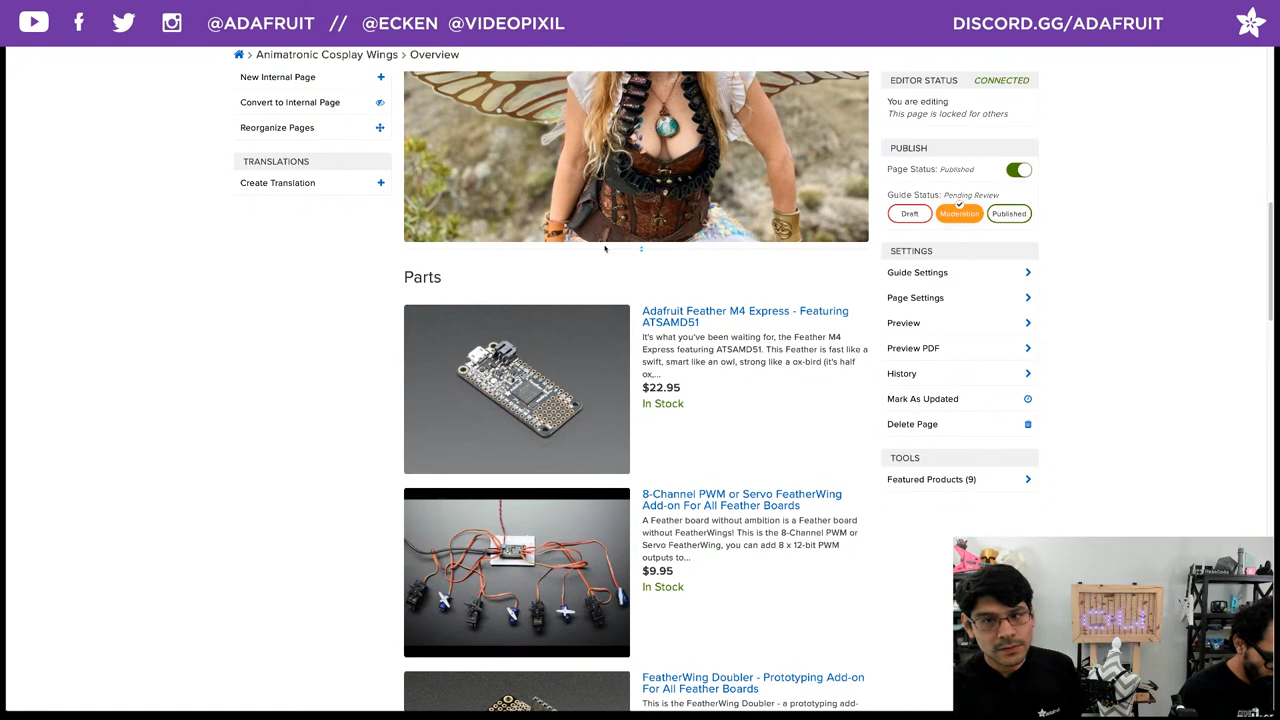 @ADAFRUIT // @ECKEN @VIDEOPIXIL
DISCORD.GG/ADAFRUIT
> Animatronic Cosplay Wings > Overview
New Internal Page
Convert to Internal Page
Reorganize Pages
TRANSLATIONS
Create Translation
Parts
Adafruit Feather M4 Express - Featuring
ATSAMD51
It's what you've been waiting for, the Feather M4
Express featuring ATSAMD51. This Feather is fast like a
swift, smart like an owl, strong like a ox-bird (it's half
ox,...
$22.95
In Stock
8-Channel PWM or Servo FeatherWing
Add-on For All Feather Boards
A Feather board without ambition is a Feather board
without FeatherWings! This is the 8-Channel PWM or
Servo FeatherWing, you can add 8 x 12-bit PWM
outputs to...
$9.95
In Stock
FeatherWing Doubler - Prototyping Add-on
For All Feather Boards
This is the FeatherWing Doubler - a prototyping add-
EDITOR STATUS CONNECTED
You are editing
This page is locked for others
PUBLISH
Page Status: Published
Guide Status: Pending Review
Draft Moderation Published
SETTINGS
Guide Settings
Page Settings
Preview
Preview PDF
History
Mark As Updated
Delete Page
TOOLS
Featured Products (9)